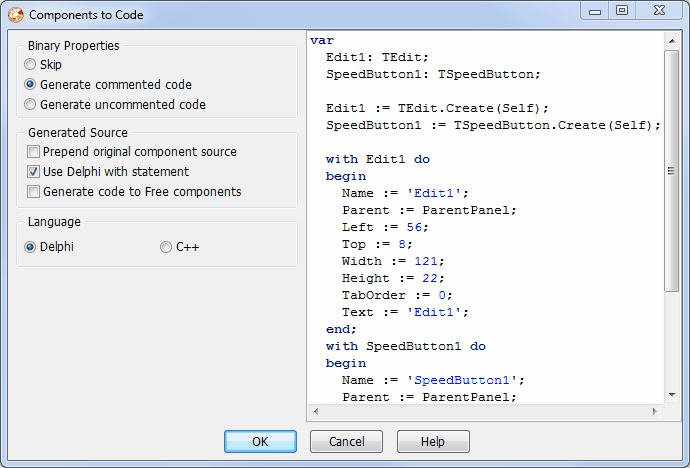 Components to Code
Binary Properties
Skip
Generate commented code
Generate uncommented code
Generated Source
Prepend original component source
Use Delphi with statement
Generate code to Free components
Language
Delphi
C++
var
Edit1: TEdit;
SpeedButton1: TSpeedButton;
Edit1 := TEdit.Create(Self);
SpeedButton1 := TSpeedButton.Create(Self);
with Edit1 do
begin
Name := 'Edit1';
Parent := ParentPanel;
Left := 56;
Top := 8;
Width := 121;
Height := 22;
TabOrder := 0;
Text := 'Edit1';
end;
with SpeedButton1 do
begin
Name := 'SpeedButton1';
Parent := ParentPanel;
OK
Cancel
Help